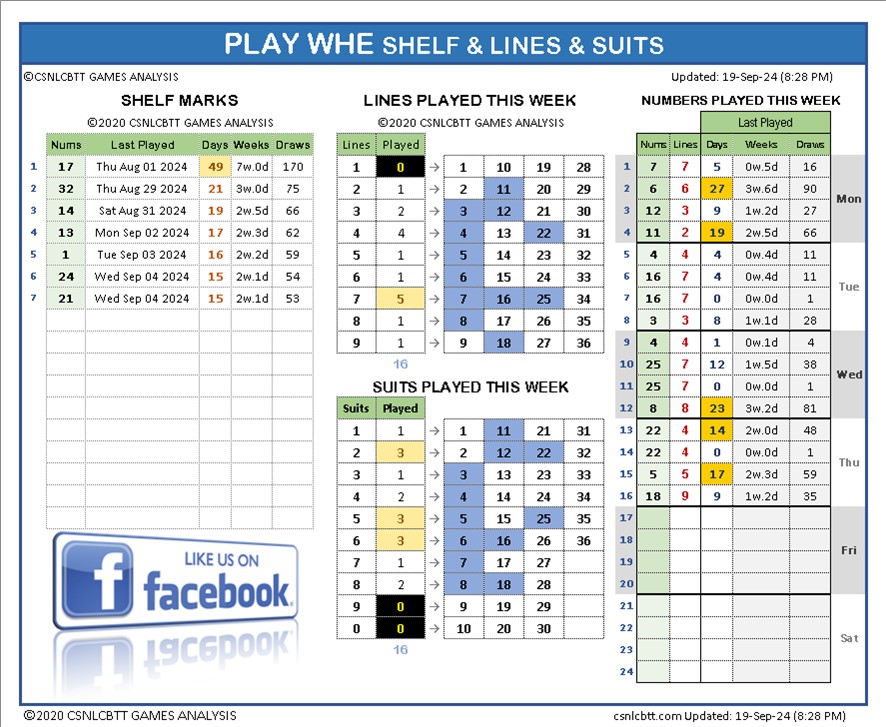 PLAY WHE SHELF & LINES & SUITS
©CSNLCBTT GAMES ANALYSIS
Updated: 19-Sep-24 (8:28 PM)
SHELF MARKS
©2020 CSNLCBTT GAMES ANALYSIS
Nums Last Played Days Weeks Draws
1 17 Thu Aug 01 2024 49 7w.0d 170
2 32 Thu Aug 29 2024 21 3w.0d 75
3 14 Sat Aug 31 2024 19 2w.5d 66
4 13 Mon Sep 02 2024 17 2w.3d 62
5 1 Tue Sep 03 2024 16 2w.2d 59
6 24 Wed Sep 04 2024 15 2w.1d 54
7 21 Wed Sep 04 2024 15 2w.1d 53
LIKE US ON
facebook
LINES PLAYED THIS WEEK
©2020 CSNLCBTT GAMES ANALYSIS
Lines Played
1 0 → 1 10 19 28
2 1 → 2 11 20 29
3 2 → 3 12 21 30
4 4 → 4 13 22 31
5 1 → 5 14 23 32
6 1 → 6 15 24 33
7 5 → 7 16 25 34
8 1 → 8 17 26 35
9 1 → 9 18 27 36
16
SUITS PLAYED THIS WEEK
Suits Played
1 1 → 1 11 21 31
2 3 → 2 12 22 32
3 1 → 3 13 23 33
4 2 → 4 14 24 34
5 3 → 5 15 25 35
6 3 → 6 16 26 36
7 1 → 7 17 27
8 2 → 8 18 28
9 0 → 9 19 29
0 0 → 10 20 30
16
NUMBERS PLAYED THIS WEEK
Last Played
Nums Lines Days Weeks Draws
1 7 7 5 0w.5d 16
2 6 6 27 3w.6d 90
Mon
3 12 3 9 1w.2d 27
4 11 2 19 2w.5d 66
5 4 4 4 0w.4d 11
6 16 7 4 0w.4d 11
Tue
7 16 7 0 0w.0d 1
8 3 3 8 1w.1d 28
9 4 4 1 0w.1d 4
10 25 7 12 1w.5d 38
Wed
11 25 7 0 0w.0d 1
12 8 8 23 3w.2d 81
13 22 4 14 2w.0d 48
14 22 4 0 0w.0d 1
Thu
15 5 5 17 2w.3d 59
16 18 9 9 1w.2d 35
17
18
Fri
19
20
21
22
Sat
23
24
©2020 CSNLCBTT GAMES ANALYSIS
csnlcbtt.com Updated: 19-Sep-24 (8:28 PM)